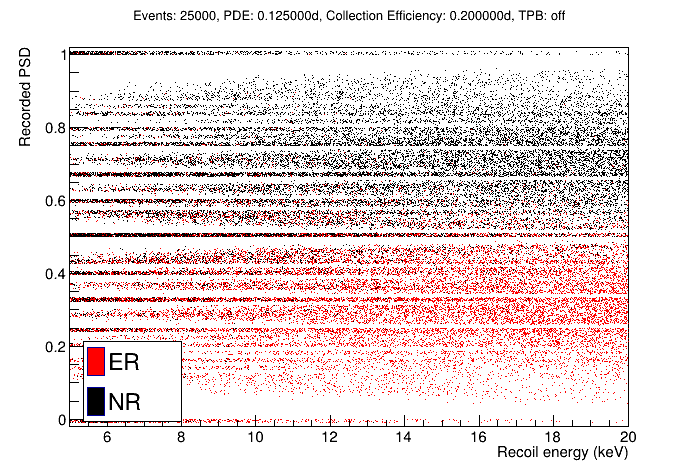 Events: 25000, PDE: 0.125000d, Collection Efficiency: 0.200000d, TPB: off
Recorded PSD
1
0.8
0.6
0.4
0.2
0
ER
NR
6 8 10 12 14 16 18 20
Recoil energy (keV)